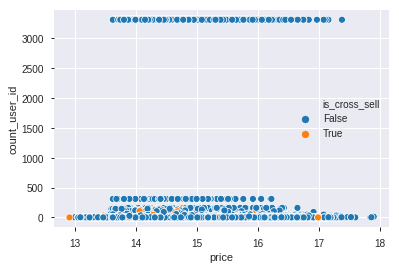 3000
2500
2000
1500
1000
500
0
count_user_id
is_cross_sell
False
True
13
14
15
16
17
18
price